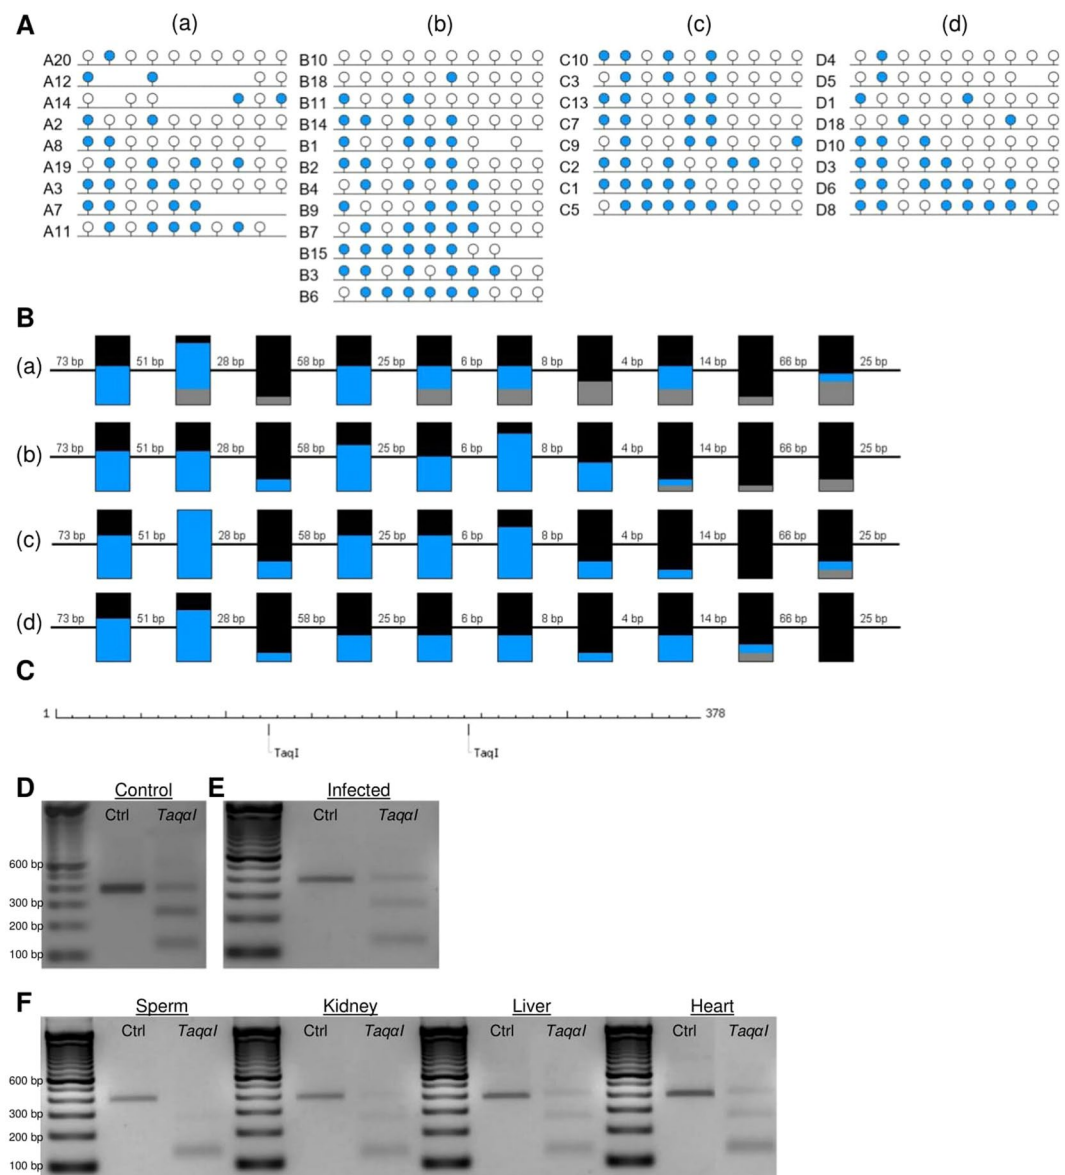 A
(a)
(b)
(c)
(d)
A20
A12
A14
A2
A8
A19
A3
A7
A11
B10
B18
B11
B14
B1
B2
B4
B9
B7
B15
B3
B6
C10
C3
C13
C7
C9
C2
C1
C5
D4
D5
D1
D18
D10
D3
D6
D8
B
(a) 73 bp 51 bp 28 bp 58 bp 25 bp 6 bp 8 bp 4 bp 14 bp 66 bp 25 bp
(b) 73 bp 51 bp 28 bp 58 bp 25 bp 6 bp 8 bp 4 bp 14 bp 66 bp 25 bp
(c) 73 bp 51 bp 28 bp 58 bp 25 bp 6 bp 8 bp 4 bp 14 bp 66 bp 25 bp
(d) 73 bp 51 bp 28 bp 58 bp 25 bp 6 bp 8 bp 4 bp 14 bp 66 bp 25 bp
C
1 378
TaqI TaqI
D Control
Ctrl TaqαI
600 bp
300 bp
200 bp
100 bp
E Infected
Ctrl TaqαI
F Sperm Kidney Liver Heart
Ctrl TaqαI Ctrl TaqαI Ctrl TaqαI Ctrl TaqαI
600 bp
300 bp
200 bp
100 bp